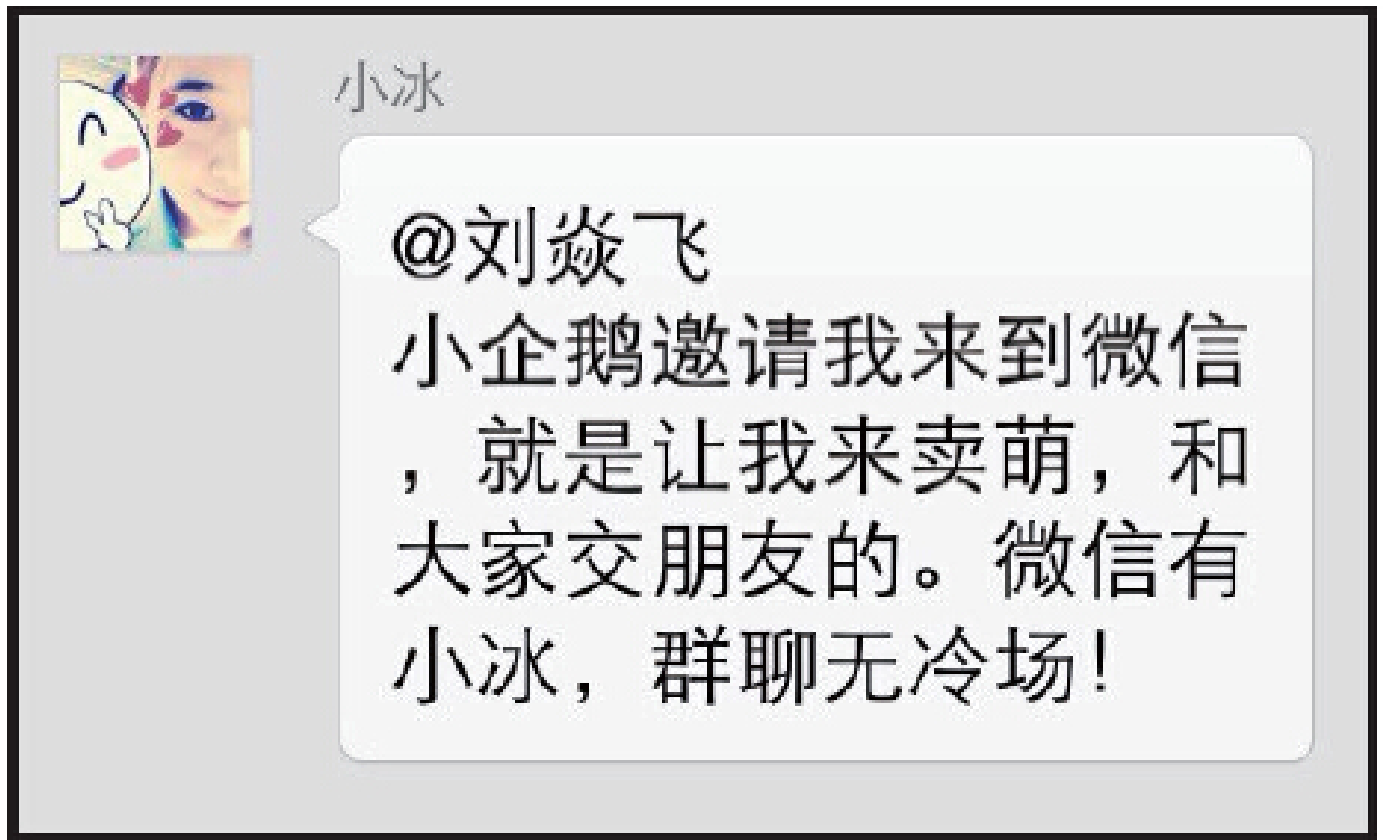 小冰
@刘焱飞
小企鹅邀请我来到微信
，就是让我来卖萌，和
大家交朋友的。微信有
小冰，群聊无冷场！